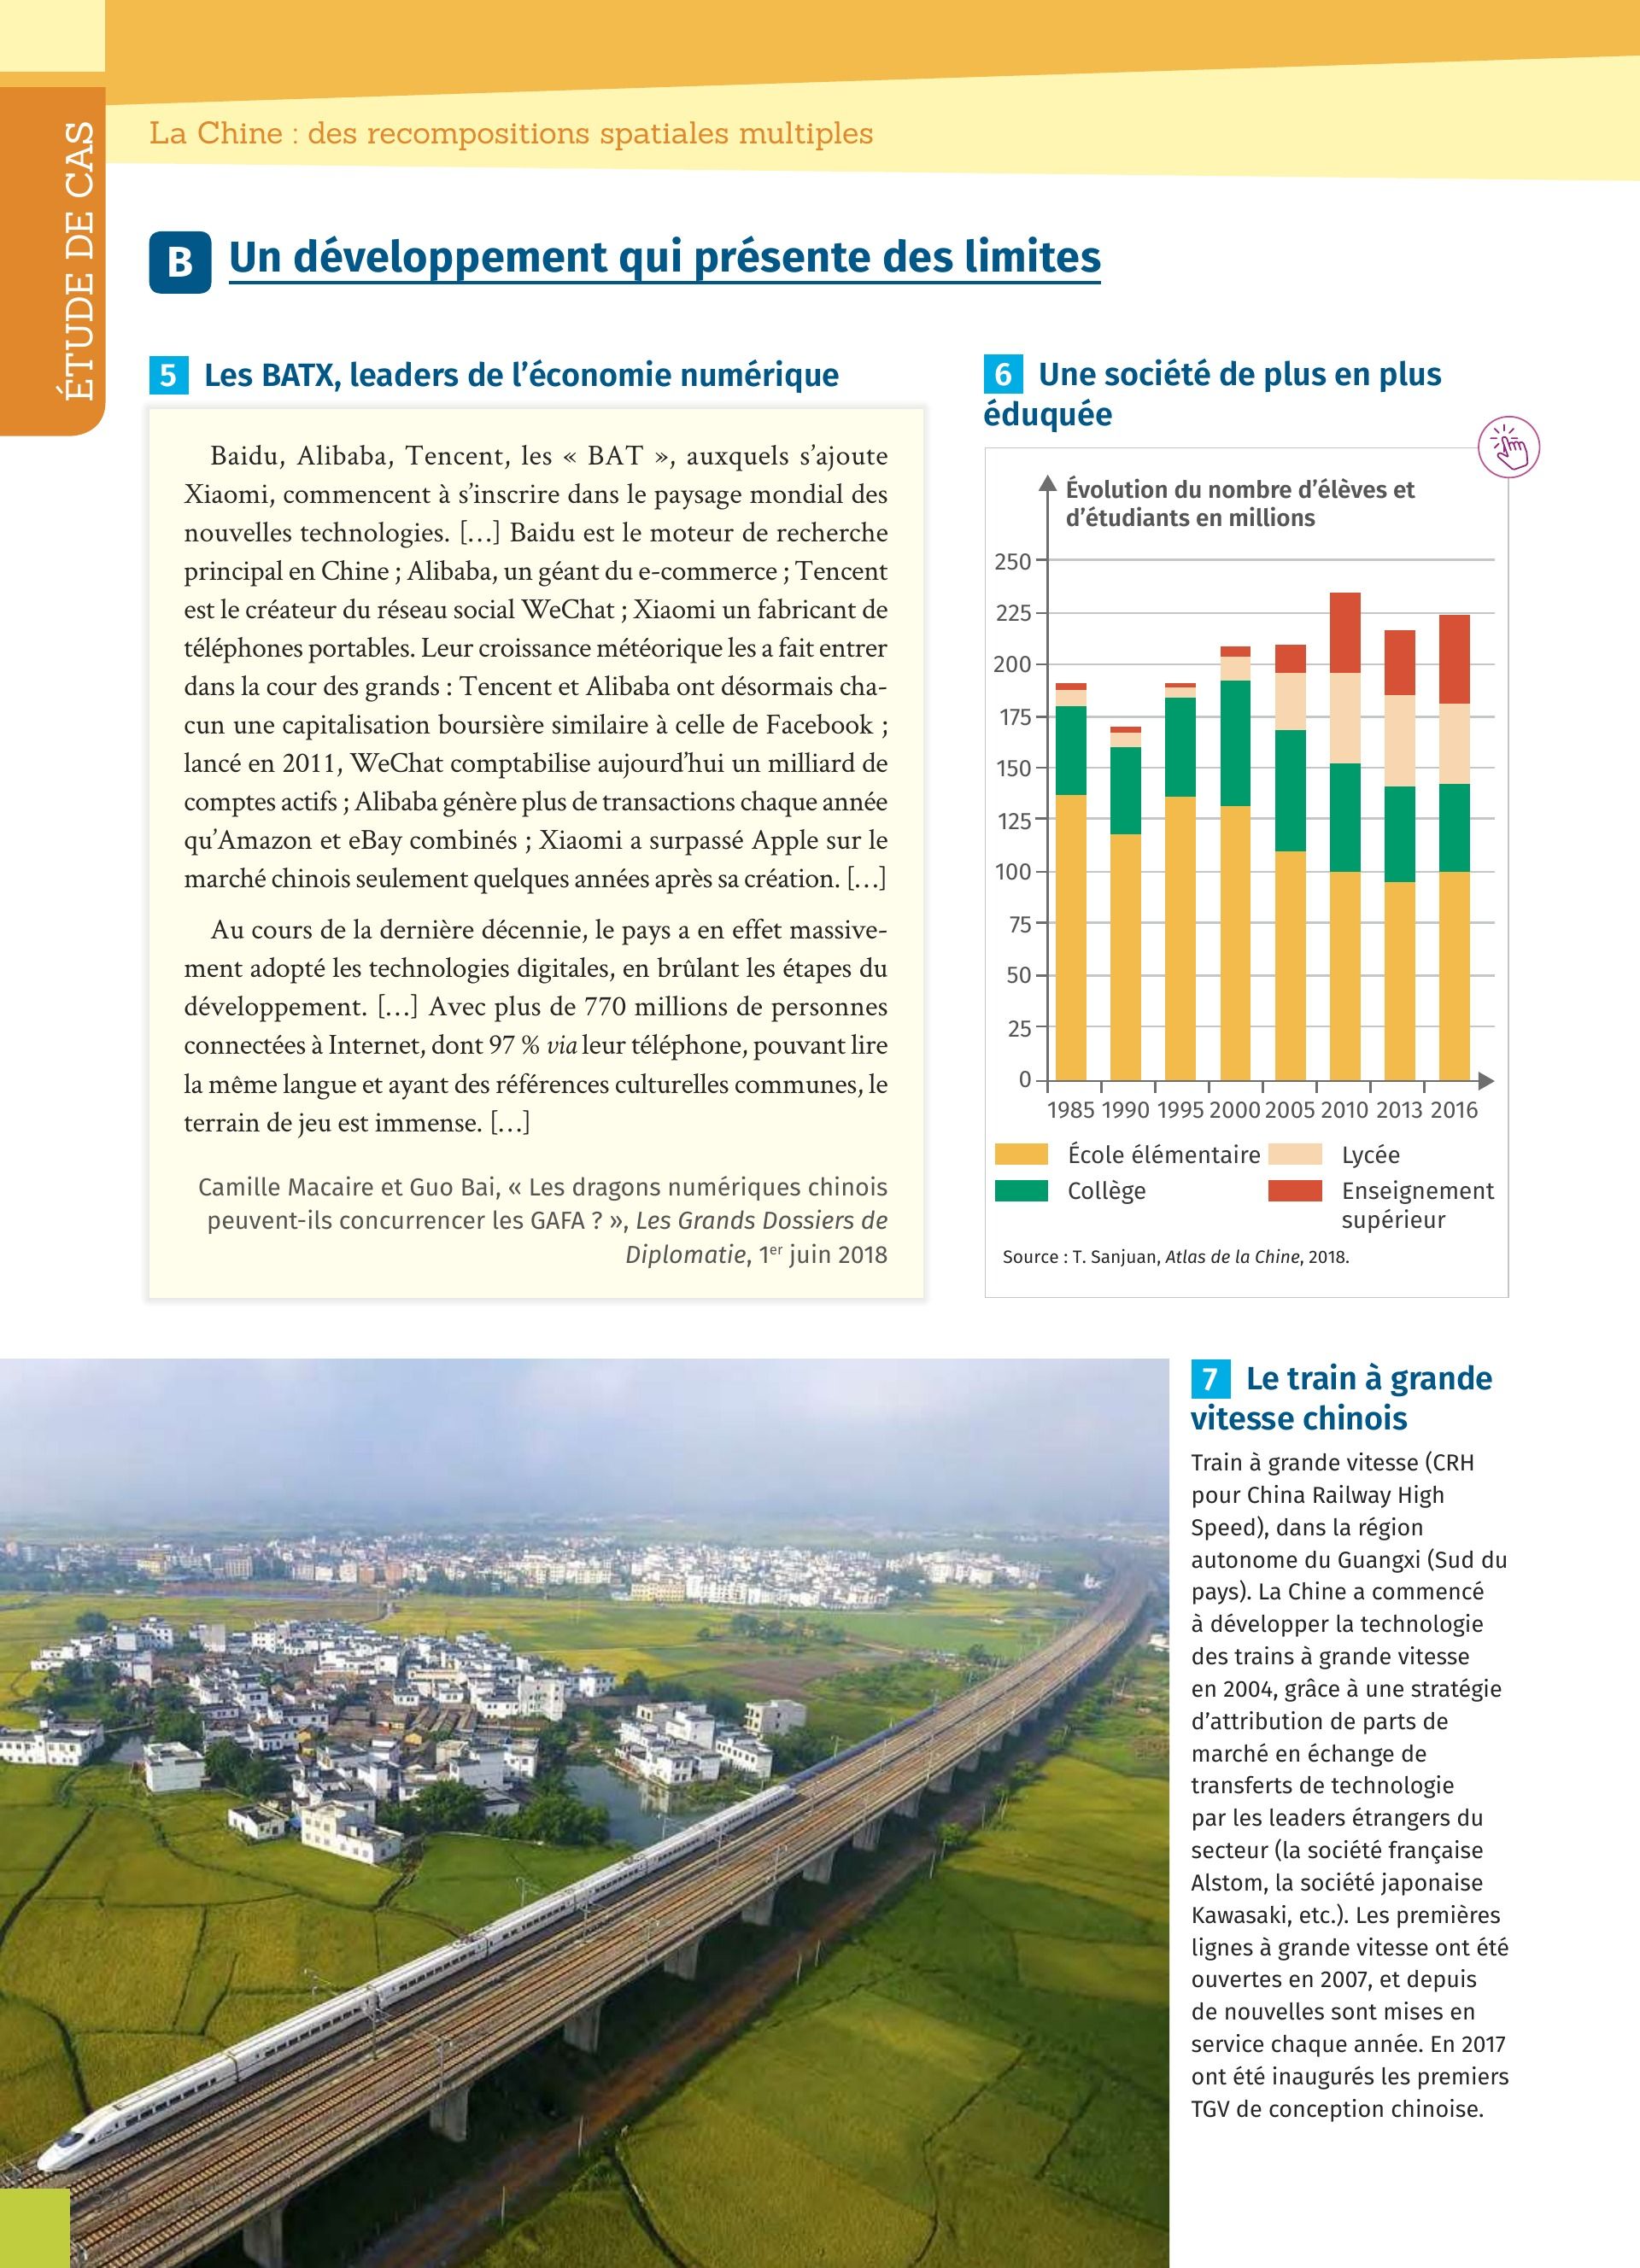 La Chine : des recompositions spatiales multiples
ÉTUDE DE CAS
B Un développement qui présente des limites
5 Les BATX, leaders de l’économie numérique
Baidu, Alibaba, Tencent, les « BAT », auxquels s’ajoute
Xiaomi, commencent à s’inscrire dans le paysage mondial des
nouvelles technologies. […] Baidu est le moteur de recherche
principal en Chine ; Alibaba, un géant du e-commerce ; Tencent
est le créateur du réseau social WeChat ; Xiaomi un fabricant de
téléphones portables. Leur croissance météorique les a fait entrer
dans la cour des grands : Tencent et Alibaba ont désormais cha-
cun une capitalisation boursière similaire à celle de Facebook ;
lancé en 2011, WeChat comptabilise aujourd’hui un milliard de
comptes actifs ; Alibaba génère plus de transactions chaque année
qu’Amazon et eBay combinés ; Xiaomi a surpassé Apple sur le
marché chinois seulement quelques années après sa création. […]
Au cours de la dernière décennie, le pays a en effet massive-
ment adopté les technologies digitales, en brûlant les étapes du
développement. […] Avec plus de 770 millions de personnes
connectées à Internet, dont 97 % via leur téléphone, pouvant lire
la même langue et ayant des références culturelles communes, le
terrain de jeu est immense. […]
Camille Macaire et Guo Bai, « Les dragons numériques chinois
peuvent-ils concurrencer les GAFA ? », Les Grands Dossiers de
Diplomatie, 1er juin 2018
6 Une société de plus en plus
éduquée
Évolution du nombre d’élèves et
d’étudiants en millions
250
225
200
175
150
125
100
75
50
25
0
1985 1990 1995 2000 2005 2010 2013 2016
École élémentaire Lycée
Collège Enseignement
supérieur
Source : T. Sanjuan, Atlas de la Chine, 2018.
7 Le train à grande
vitesse chinois
Train à grande vitesse (CRH
pour China Railway High
Speed), dans la région
autonome du Guangxi (Sud du
pays). La Chine a commencé
à développer la technologie
des trains à grande vitesse
en 2004, grâce à une stratégie
d’attribution de parts de
marché en échange de
transferts de technologie
par les leaders étrangers du
secteur (la société française
Alstom, la société japonaise
Kawasaki, etc.). Les premières
lignes à grande vitesse ont été
ouvertes en 2007, et depuis
de nouvelles sont mises en
service chaque année. En 2017
ont été inaugurés les premiers
TGV de conception chinoise.